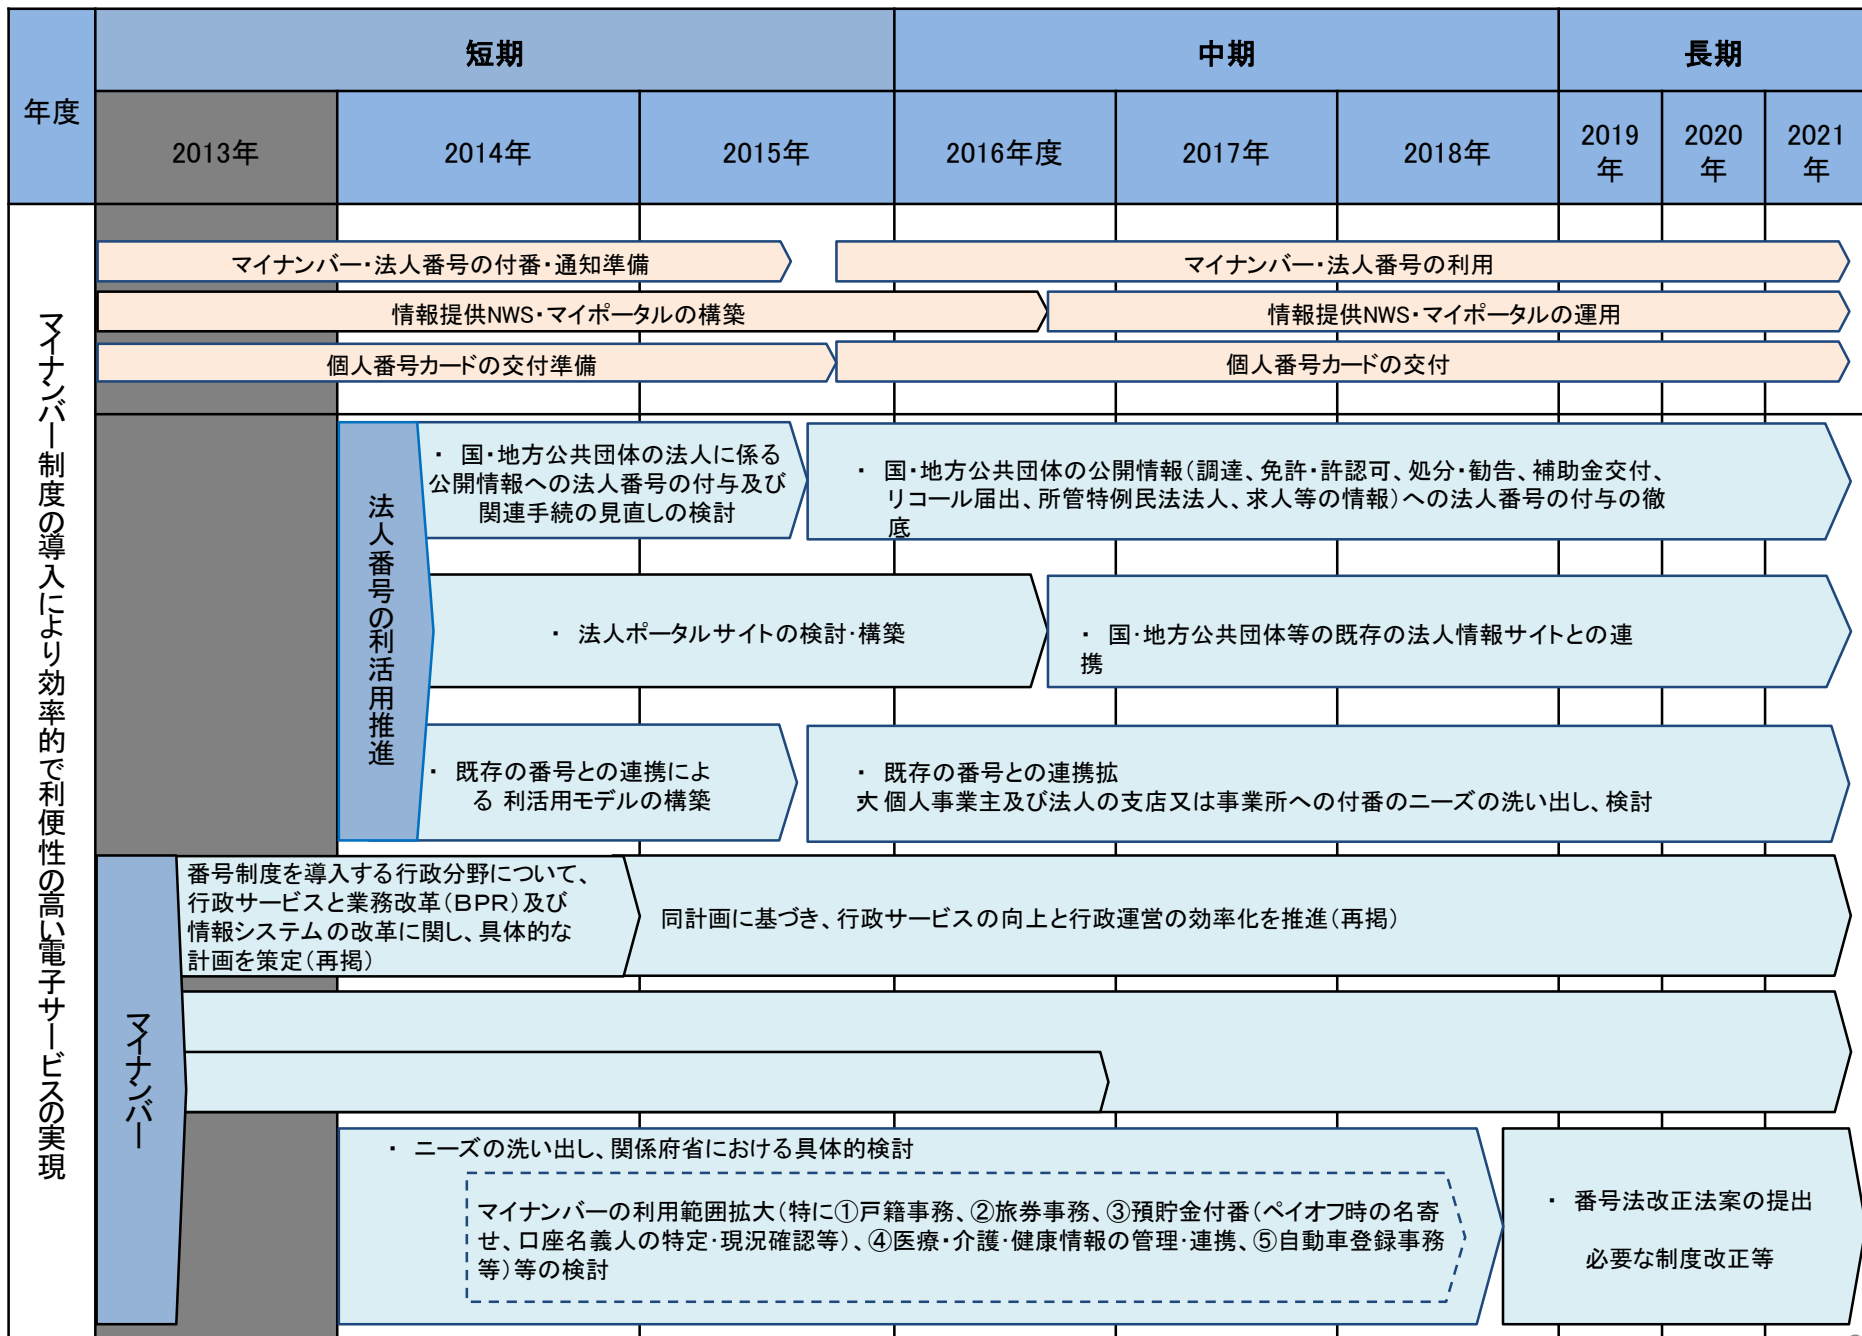 年度
短期
中期
長期
2013年
2014年
2015年
2016年度
2017年
2018年
2019
年
2020
年
2021
年
マイナンバー制度の導入により効率的で利便性の高い電子サービスの実現
マイナンバー・法人番号の付番・通知準備
マイナンバー・法人番号の利用
情報提供NWS・マイポータルの構築
情報提供NWS・マイポータルの運用
個人番号カードの交付準備
個人番号カードの交付
法人番号の利活用推進
・ 国・地方公共団体の法人に係る
公開情報への法人番号の付与及び
関連手続の見直しの検討
・ 国・地方公共団体の公開情報（調達、免許・許認可、処分・勧告、補助金交付、
リコール届出、所管特例民法法人、求人等の情報）への法人番号の付与の徹
底
・ 法人ポータルサイトの検討・構築
・ 国・地方公共団体等の既存の法人情報サイトとの連
携
・ 既存の番号との連携によ
る 利活用モデルの構築
・ 既存の番号との連携拡
大
・ 個人事業主及び法人の支店又は事業所への付番のニーズの洗い出し、検討
マイナンバー
番号制度を導入する行政分野について、
行政サービスと業務改革（ＢＰＲ）及び
情報システムの改革に関し、具体的な
計画を策定（再掲）
同計画に基づき、行政サービスの向上と行政運営の効率化を推進（再掲）
・ ニーズの洗い出し、関係府省における具体的検討
マイナンバーの利用範囲拡大（特に①戸籍事務、②旅券事務、③預貯金付番（ペイオフ時の名寄
せ、口座名義人の特定・現況確認等）、④医療・介護・健康情報の管理・連携、⑤自動車登録事務
等）等の検討
・ 番号法改正法案の提出
必要な制度改正等